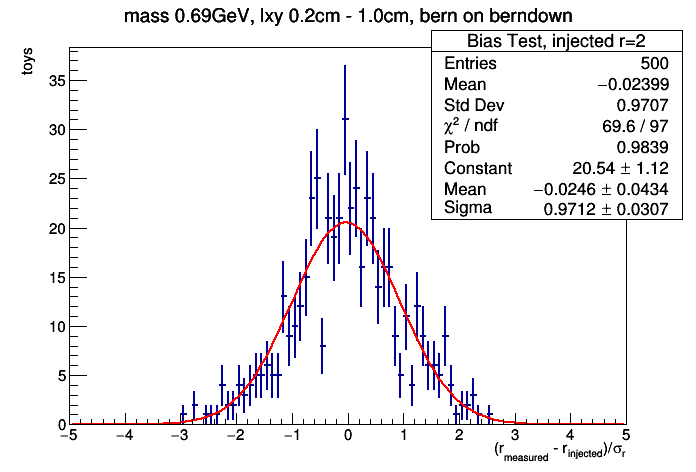 mass 0.69GeV, lxy 0.2cm - 1.0cm, bern on berndown
Bias Test, injected r=2
Entries 500
Mean −0.02399
Std Dev 0.9707
χ² / ndf 69.6 / 97
Prob 0.9839
Constant 20.54 ± 1.12
Mean −0.0246 ± 0.0434
Sigma 0.9712 ± 0.0307
toys
35
30
25
20
15
10
5
0
−5 −4 −3 −2 −1 0 1 2 3 4 5
(r_measured - r_injected)/σ_r